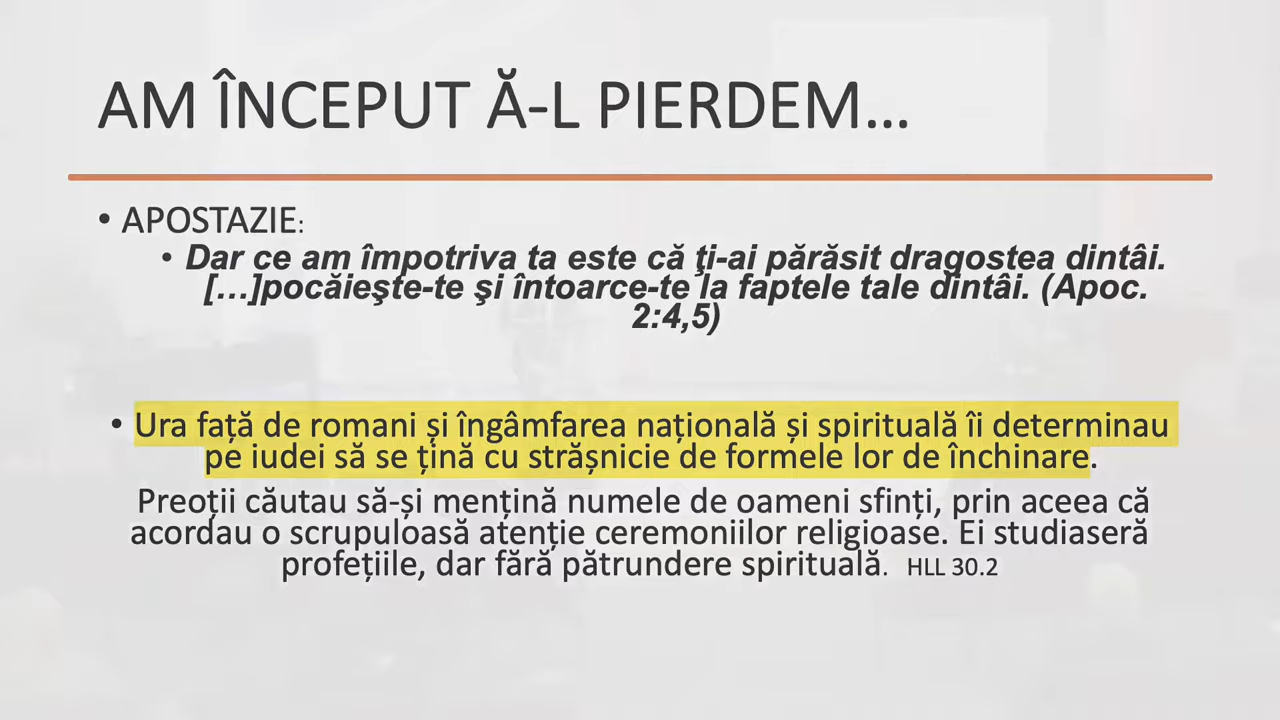 AM ÎNCEPUT Ă-L PIERDEM...
• APOSTAZIE:
• Dar ce am împotriva ta este că ţi-ai părăsit dragostea dintâi.
[…]pocăieşte-te şi întoarce-te la faptele tale dintâi. (Apoc.
2:4,5)
• Ura față de romani și îngâmfarea națională și spirituală îi determinau
pe iudei să se țină cu strășnicie de formele lor de închinare.
Preoții căutau să-și mențină numele de oameni sfinți, prin aceea că
acordau o scrupuloasă atenție ceremoniilor religioase. Ei studiaseră
profețiile, dar fără pătrundere spirituală. HLL 30.2